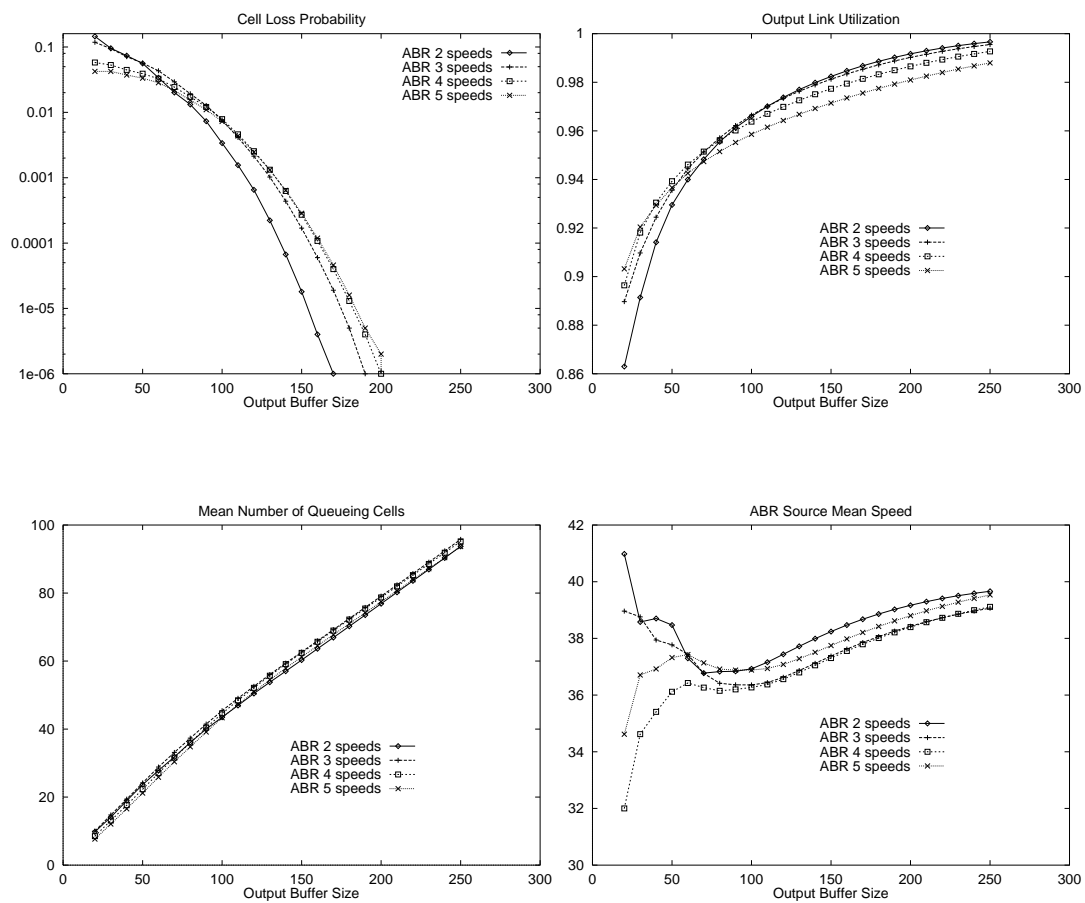 Cell Loss Probability
0.1
0.01
0.001
0.0001
1e-05
1e-06
0 50 100 150 200 250 300
Output Buffer Size
ABR 2 speeds
ABR 3 speeds
ABR 4 speeds
ABR 5 speeds
Output Link Utilization
1
0.98
0.96
0.94
0.92
0.9
0.88
0.86
0 50 100 150 200 250 300
Output Buffer Size
ABR 2 speeds
ABR 3 speeds
ABR 4 speeds
ABR 5 speeds
Mean Number of Queueing Cells
100
80
60
40
20
0
0 50 100 150 200 250 300
Output Buffer Size
ABR 2 speeds
ABR 3 speeds
ABR 4 speeds
ABR 5 speeds
ABR Source Mean Speed
42
40
38
36
34
32
30
0 50 100 150 200 250 300
Output Buffer Size
ABR 2 speeds
ABR 3 speeds
ABR 4 speeds
ABR 5 speeds